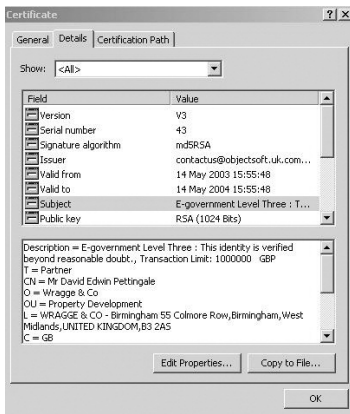 Certificate
General Details Certification Path
Show: <All>
Field Value
Version V3
Serial number 43
Signature algorithm md5RSA
Issuer contactus@objectsoft.uk.com...
Valid from 14 May 2003 15:55:48
Valid to 14 May 2004 15:55:48
Subject E-government Level Three : T...
Public key RSA (1024 Bits)
Description = E-government Level Three : This identity is verified
beyond reasonable doubt., Transaction Limit: 1000000 GBP
T = Partner
CN = Mr David Edwin Pettingale
O = Wragge & Co
OU = Property Development
L = WRAGGE & CO - Birmingham 55 Colmore Row,Birmingham,West
Midlands,UNITED KINGDOM,B3 2AS
C = GB
Edit Properties... Copy to File...
OK